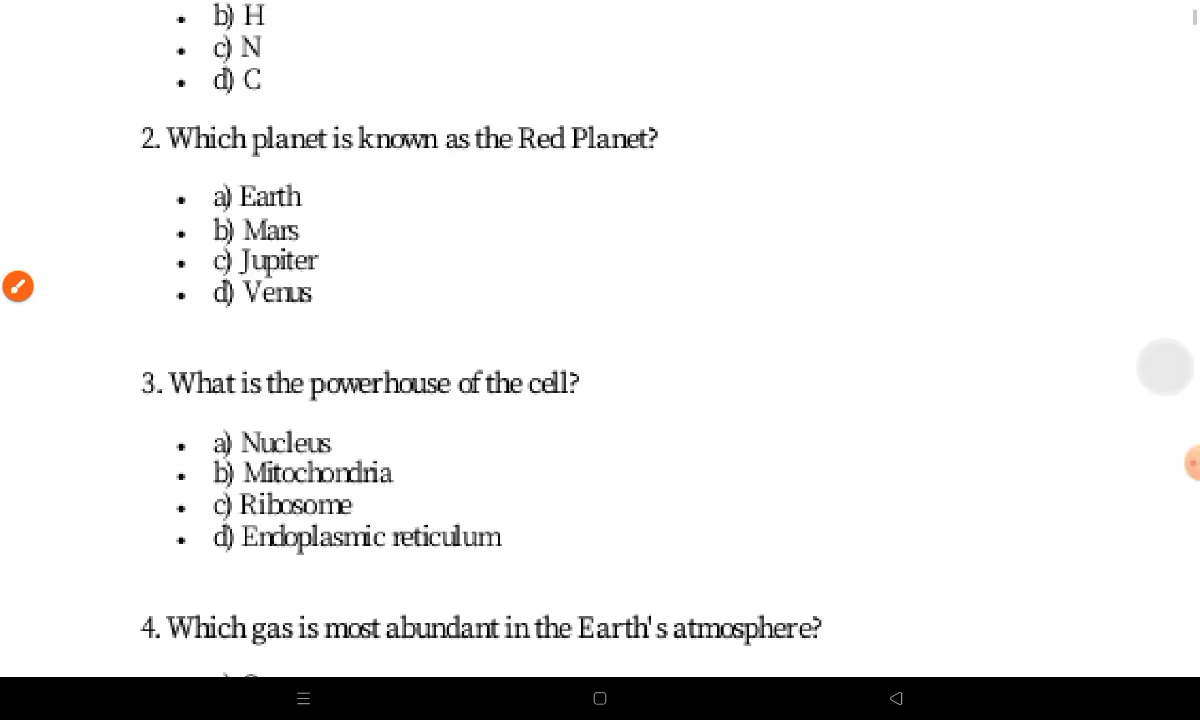 b) H
c) N
d) C
2. Which planet is known as the Red Planet?
a) Earth
b) Mars
c) Jupiter
d) Venus
3. What is the powerhouse of the cell?
a) Nucleus
b) Mitochondria
c) Ribosome
d) Endoplasmic reticulum
4. Which gas is most abundant in the Earth's atmosphere?